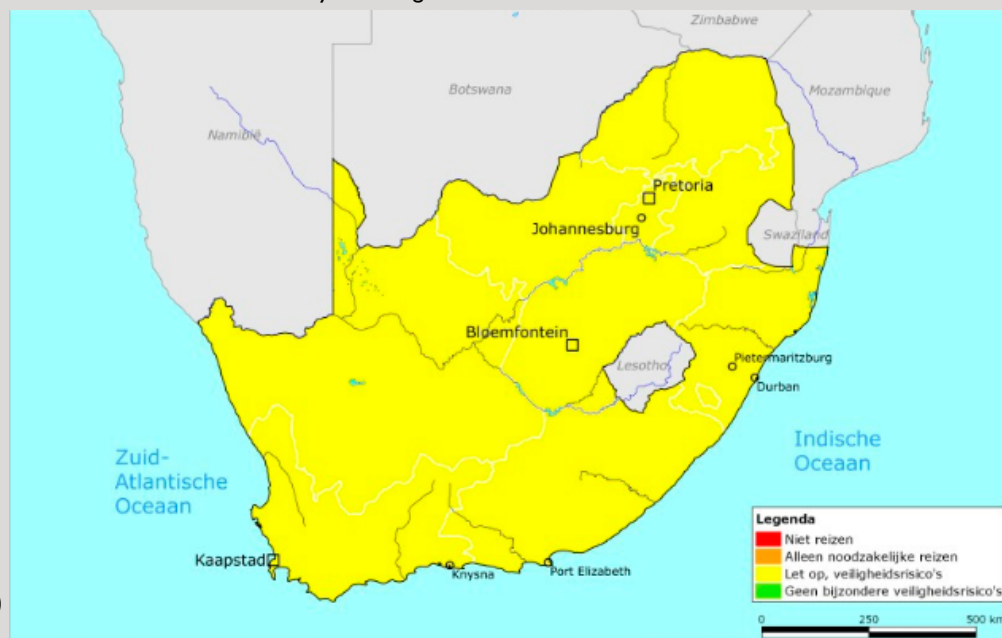 Zimbabwe
Botswana
Mozambique
Namibië
Pretoria
Johannesburg
Swaziland
Bloemfontein
Lesotho
Pietermaritzburg
Durban
Zuid-
Atlantische
Oceaan
Indische
Oceaan
Kaapstad
Knysna
Port Elizabeth
Legenda
Niet reizen
Alleen noodzakelijke reizen
Let op, veiligheidsrisico's
Geen bijzondere veiligheidsrisico's
0 250 500 km